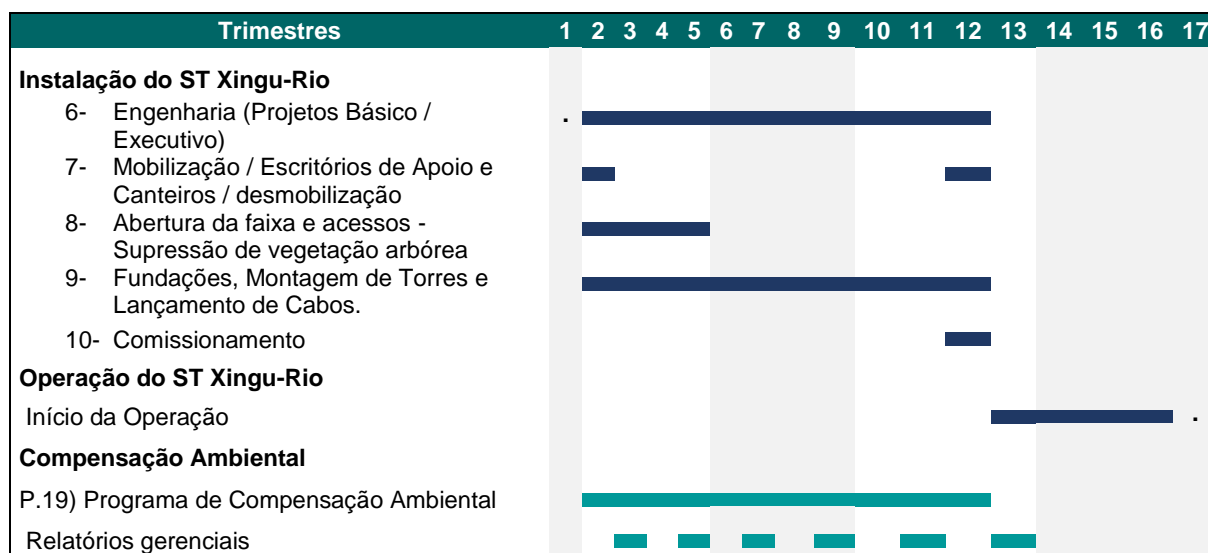 Trimestres 1 2 3 4 5 6 7 8 9 10 11 12 13 14 15 16 17
Instalação do ST Xingu-Rio
6- Engenharia (Projetos Básico / .
Executivo)
7- Mobilização / Escritórios de Apoio e
Canteiros / desmobilização
8- Abertura da faixa e acessos -
Supressão de vegetação arbórea
9- Fundações, Montagem de Torres e
Lançamento de Cabos.
10- Comissionamento
Operação do ST Xingu-Rio
Início da Operação .
Compensação Ambiental
P.19) Programa de Compensação Ambiental
Relatórios gerenciais